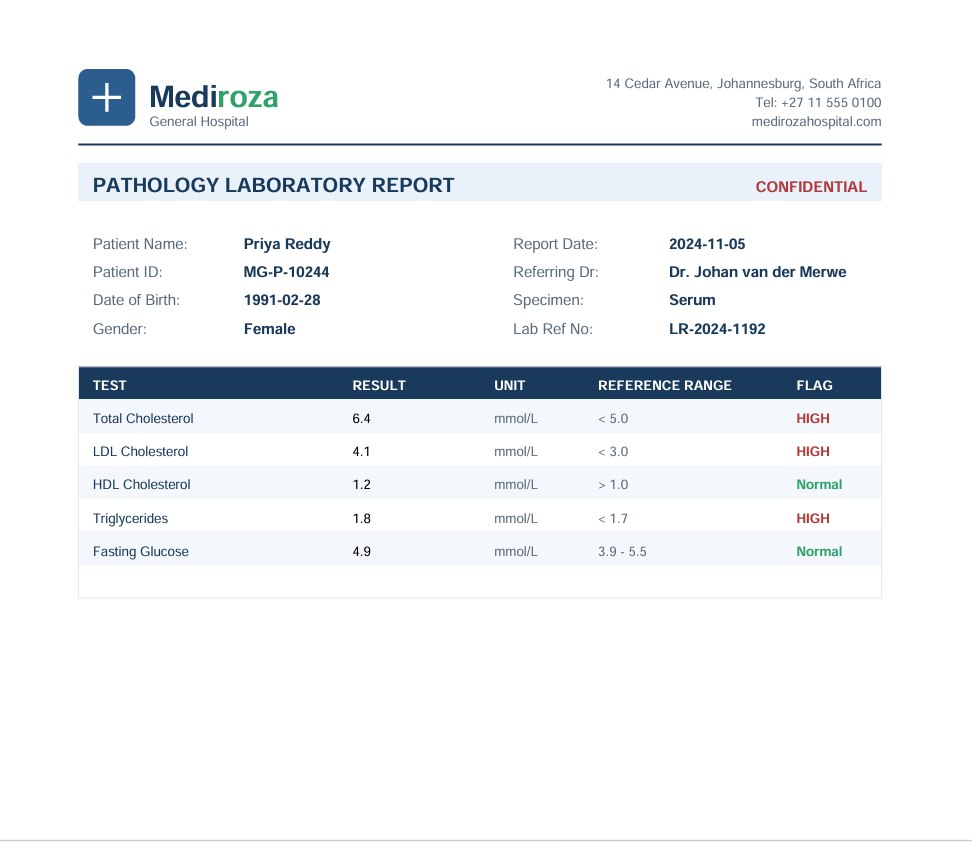 Mediroza
General Hospital
14 Cedar Avenue, Johannesburg, South Africa
Tel: +27 11 555 0100
medirozahospital.com
PATHOLOGY LABORATORY REPORT CONFIDENTIAL
Patient Name: Priya Reddy Report Date: 2024-11-05
Patient ID: MG-P-10244 Referring Dr: Dr. Johan van der Merwe
Date of Birth: 1991-02-28 Specimen: Serum
Gender: Female Lab Ref No: LR-2024-1192
TEST RESULT UNIT REFERENCE RANGE FLAG
Total Cholesterol 6.4 mmol/L < 5.0 HIGH
LDL Cholesterol 4.1 mmol/L < 3.0 HIGH
HDL Cholesterol 1.2 mmol/L > 1.0 Normal
Triglycerides 1.8 mmol/L < 1.7 HIGH
Fasting Glucose 4.9 mmol/L 3.9 - 5.5 Normal